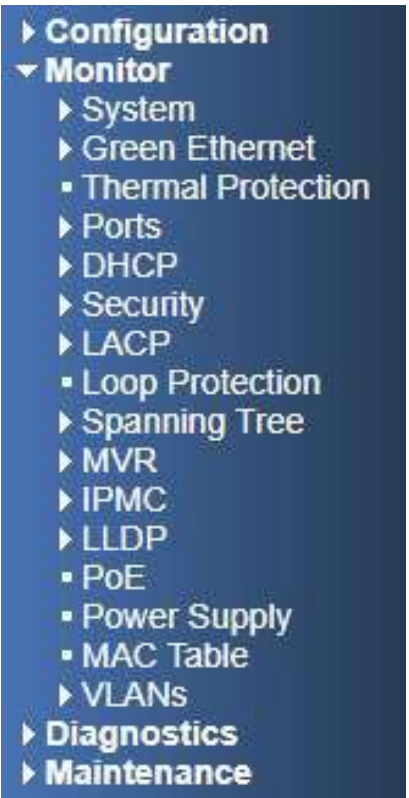 Configuration
Monitor
System
Green Ethernet
Thermal Protection
Ports
DHCP
Security
LACP
Loop Protection
Spanning Tree
MVR
IPMC
LLDP
PoE
Power Supply
MAC Table
VLANs
Diagnostics
Maintenance